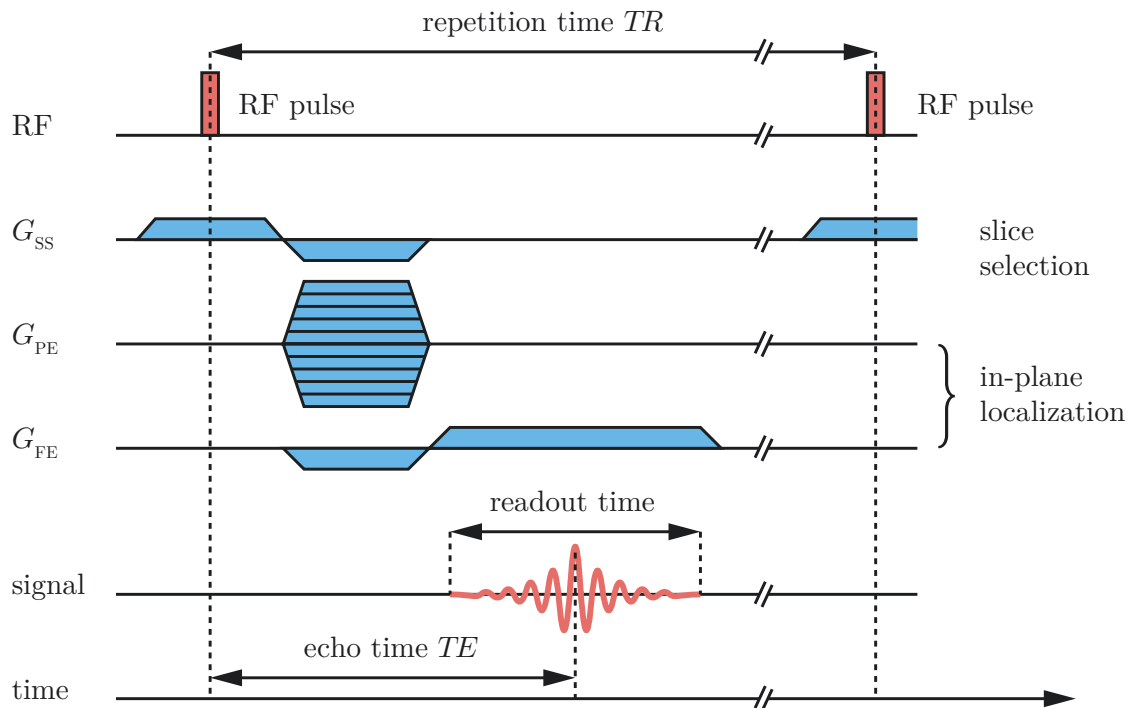 repetition time TR
RF pulse
RF pulse
RF
G_SS
slice
selection
G_PE
in-plane
localization
G_FE
readout time
signal
echo time TE
time